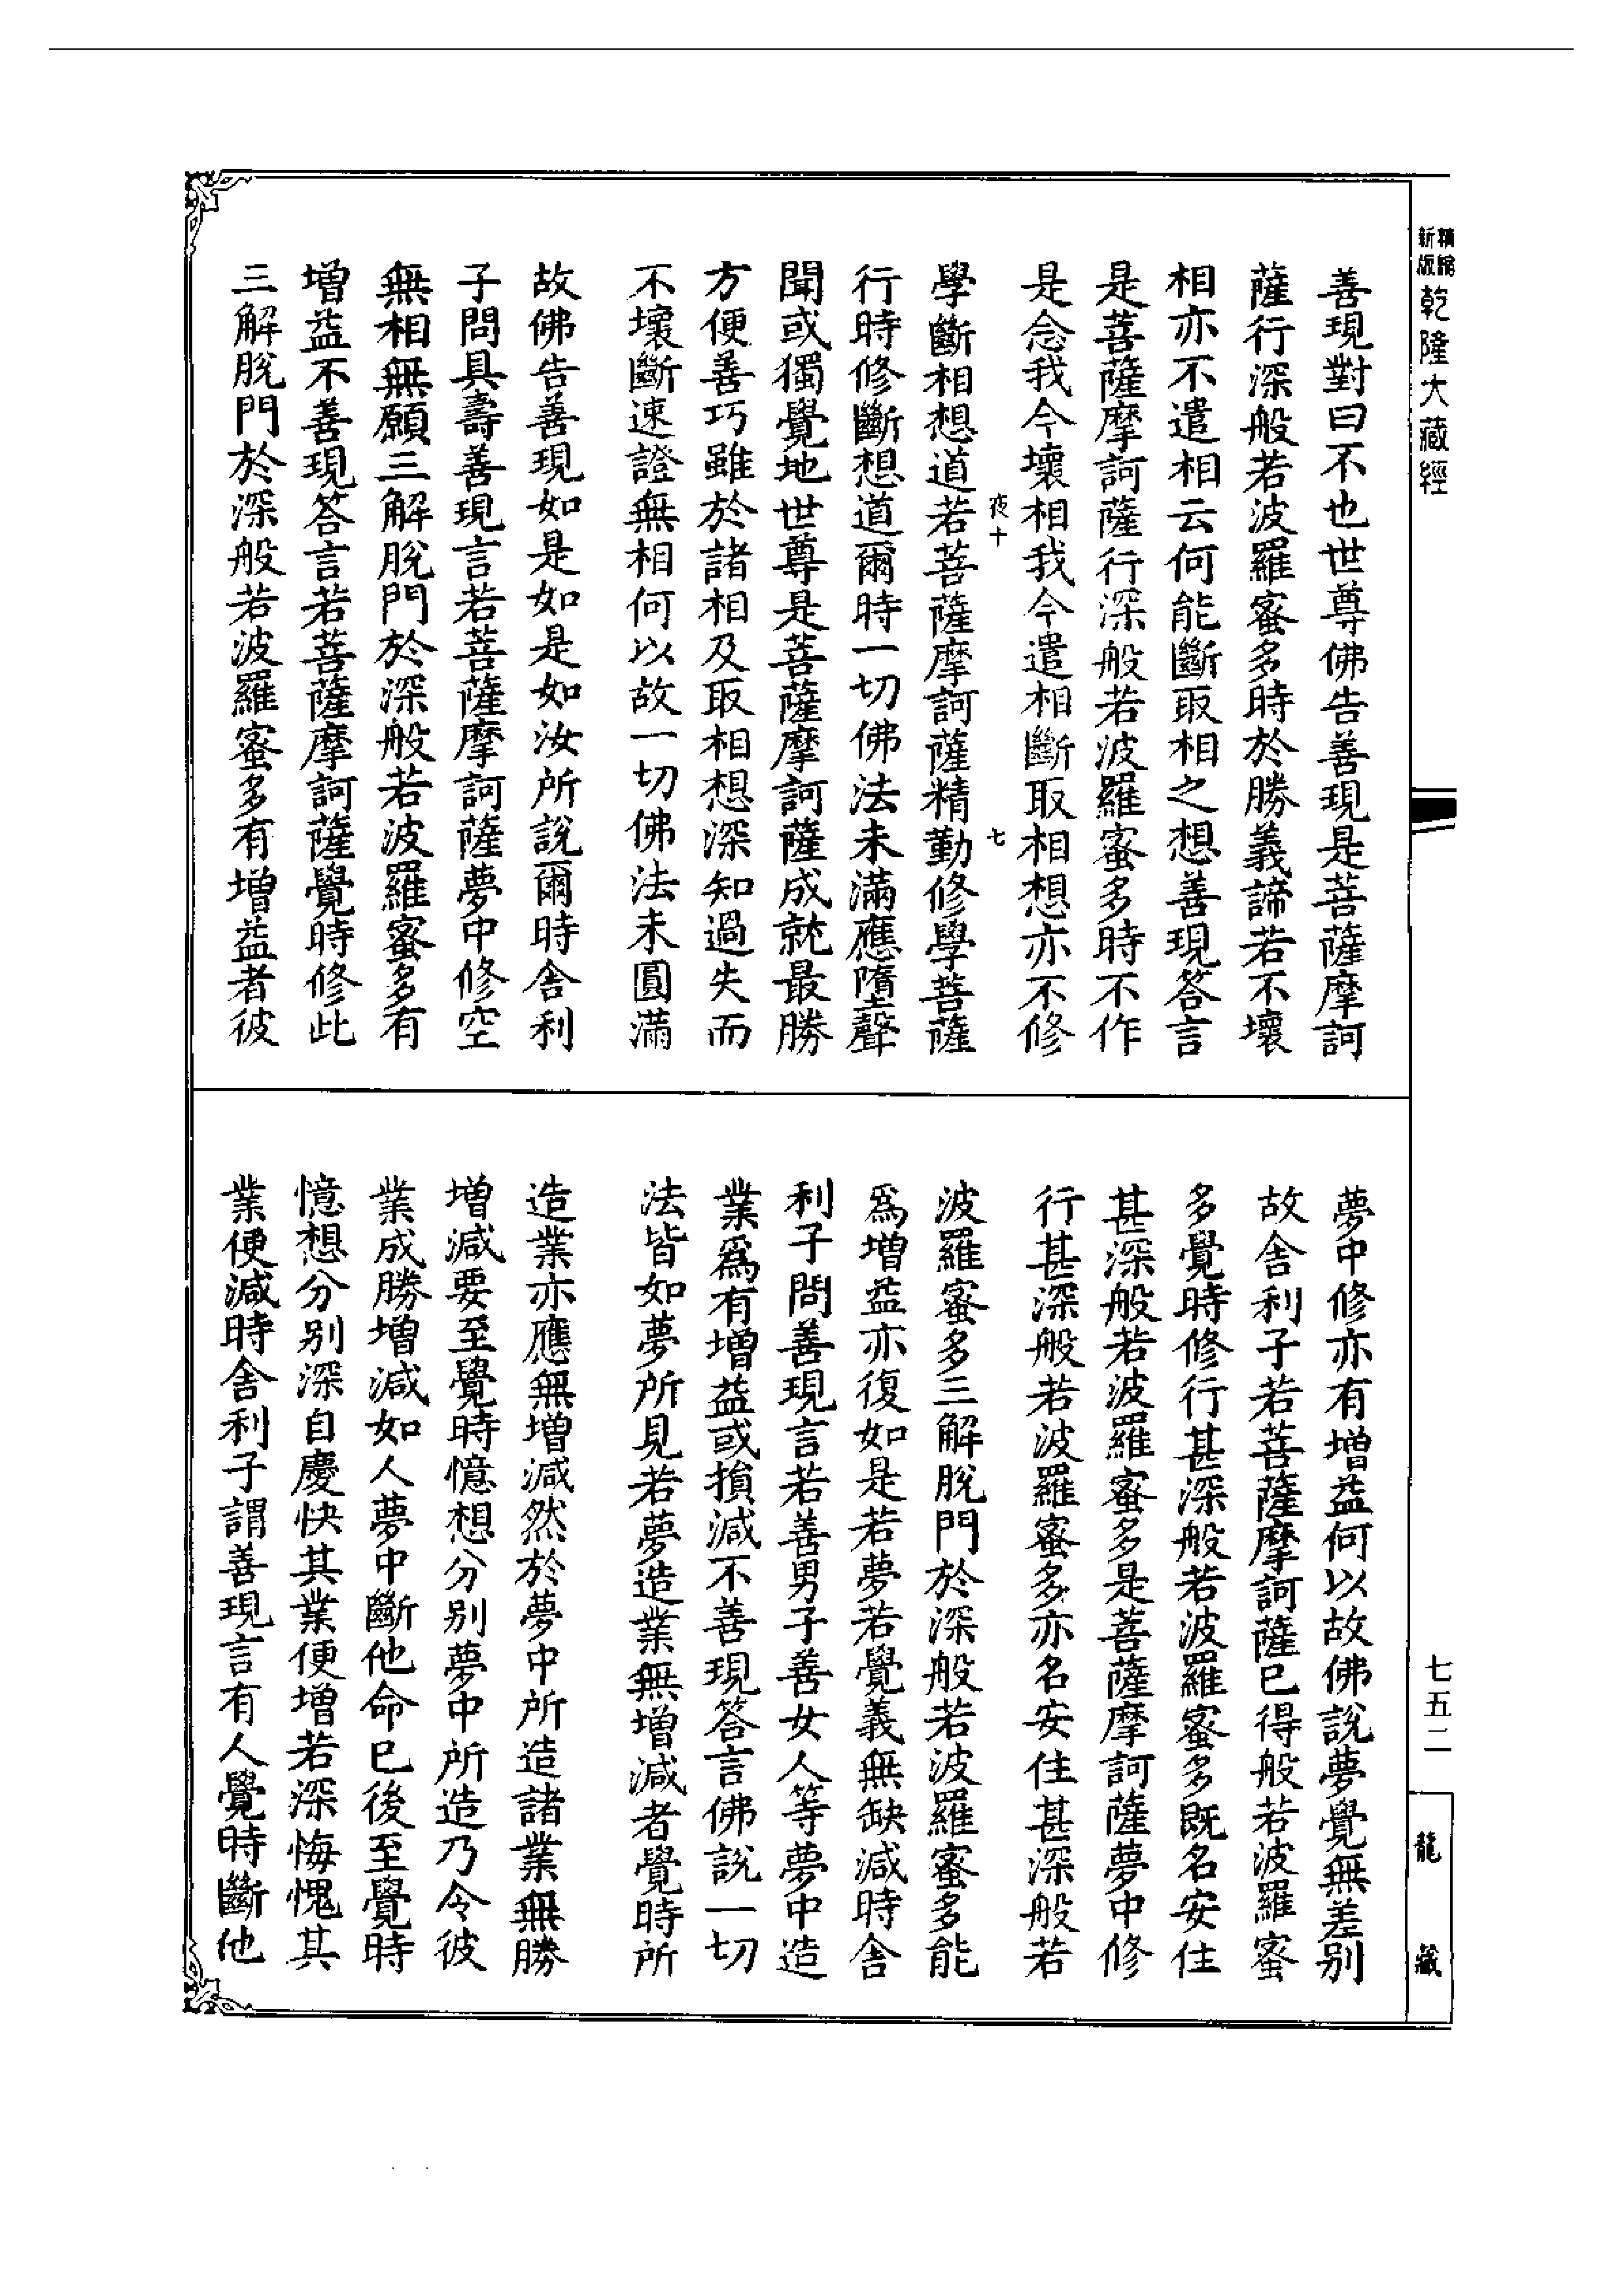 新版精縮
乾隆大藏經
善現對曰不也世尊佛告善現是菩薩摩訶
薩行深般若波羅蜜多時於勝義諦若不壞
相亦不遣相云何能斷取相之想善現答言
是菩薩摩訶薩行深般若波羅蜜多時不作
是念我今壞相我今遣相斷取相想亦不修
夜十 七
學斷相想道若菩薩摩訶薩精勤修學菩薩
行時修斷想道爾時一切佛法未滿應墮聲
聞或獨覺地世尊是菩薩摩訶薩成就最勝
方便善巧雖於諸相及取相想深知過失而
不壞斷速證無相何以故一切佛法未圓滿
故佛告善現如是如是如汝所說爾時舍利
子問具壽善現言若菩薩摩訶薩夢中修空
無相無願三解脫門於深般若波羅蜜多有
增益不善現答言若菩薩摩訶薩覺時修此
三解脫門於深般若波羅蜜多有增益者彼
夢中修亦有增益何以故佛說夢覺無差別
故舍利子若菩薩摩訶薩已得般若波羅蜜
多覺時修行甚深般若波羅蜜多既名安住
甚深般若波羅蜜多是菩薩摩訶薩夢中修
行甚深般若波羅蜜多亦名安住甚深般若
波羅蜜多三解脫門於深般若波羅蜜多能
爲增益亦復如是若夢若覺義無缺減時舍
利子問善現言若善男子善女人等夢中造
業爲有增益或損減不善現答言佛說一切
法皆如夢所見若夢造業無增減者覺時所
造業亦應無增減然於夢中所造諸業無勝
增減要至覺時憶想分別夢中所造乃令彼
業成勝增減如人夢中斷他命已後至覺時
憶想分別深自慶快其業便增若深悔愧其
業便減時舍利子謂善現言有人覺時斷他
七五二
龍藏